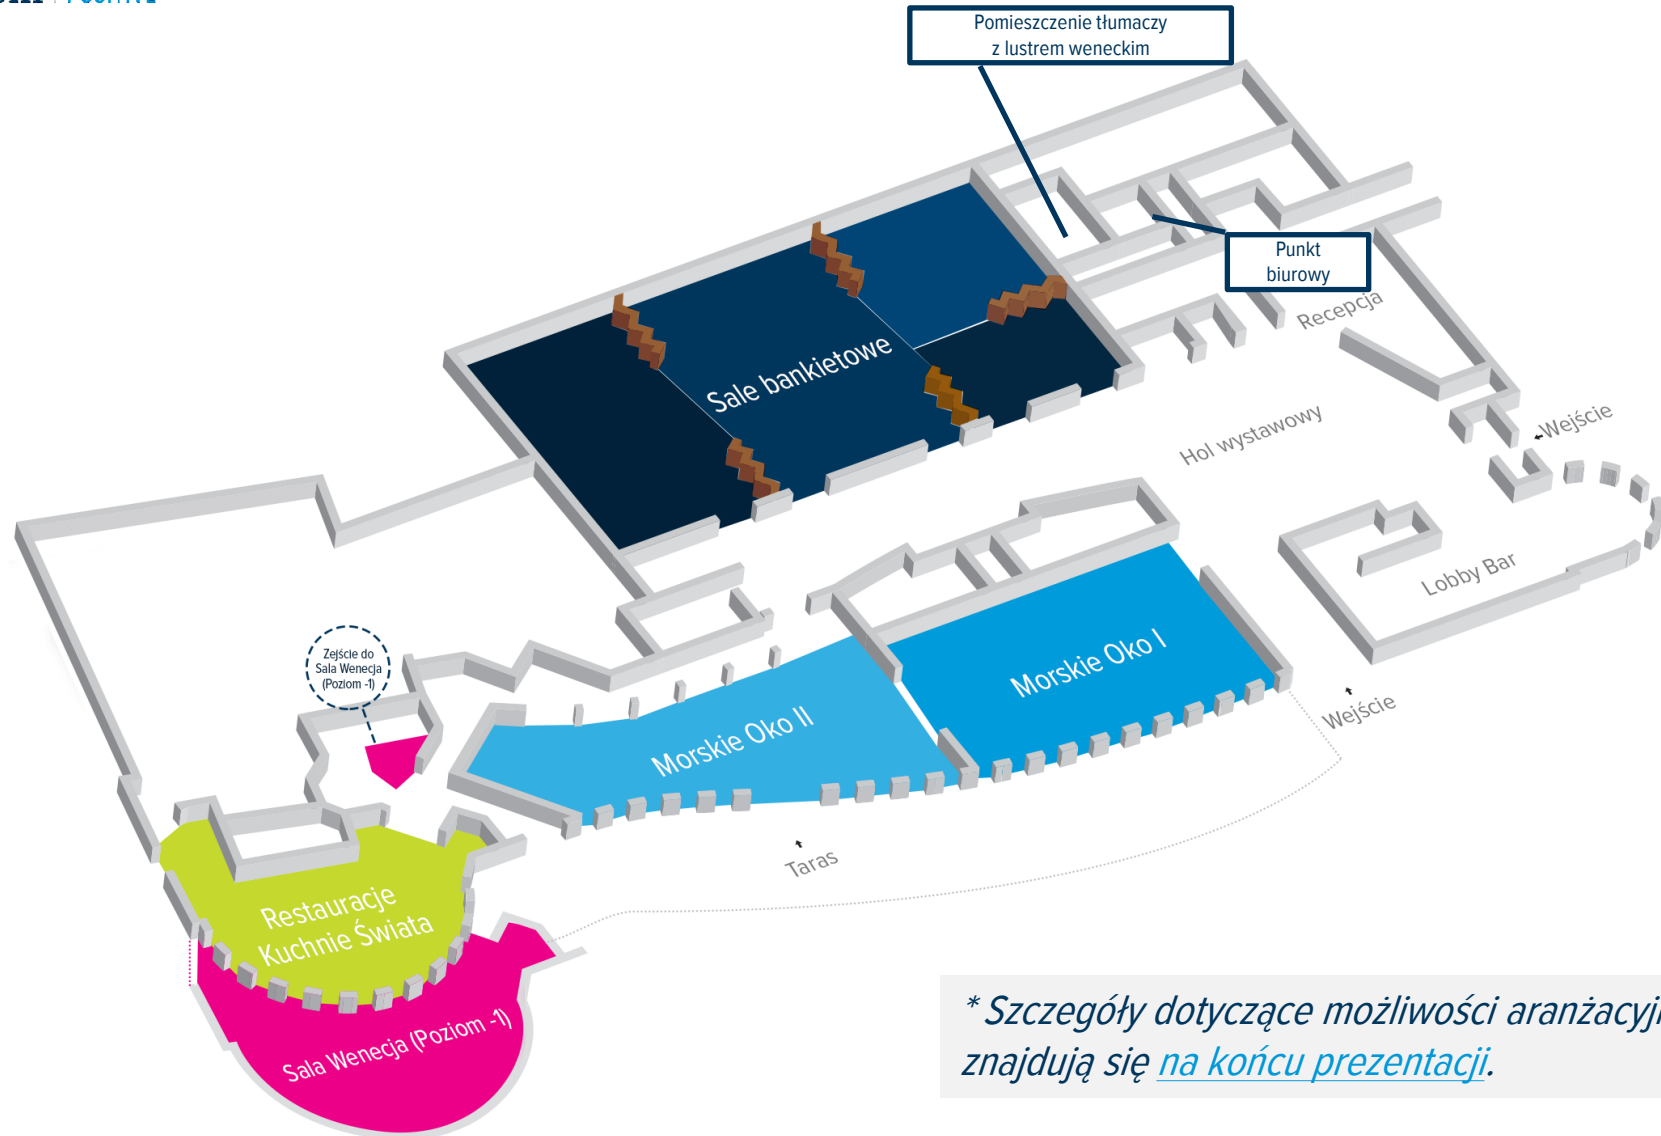 Pomieszczenie tłumaczy
z lustrem weneckim
Punkt
biurowy
Recepcja
Sale bankietowe
Wejście
Hol wystawowy
Lobby Bar
Zejście do
Sala Wenecja
(Poziom -1)
Morskie Oko I
Morskie Oko II
Wejście
Taras
Restauracje
Kuchnie Świata
Sala Wenecja (Poziom -1)
* Szczegóły dotyczące możliwości
znajdują się na końcu prezentacji.